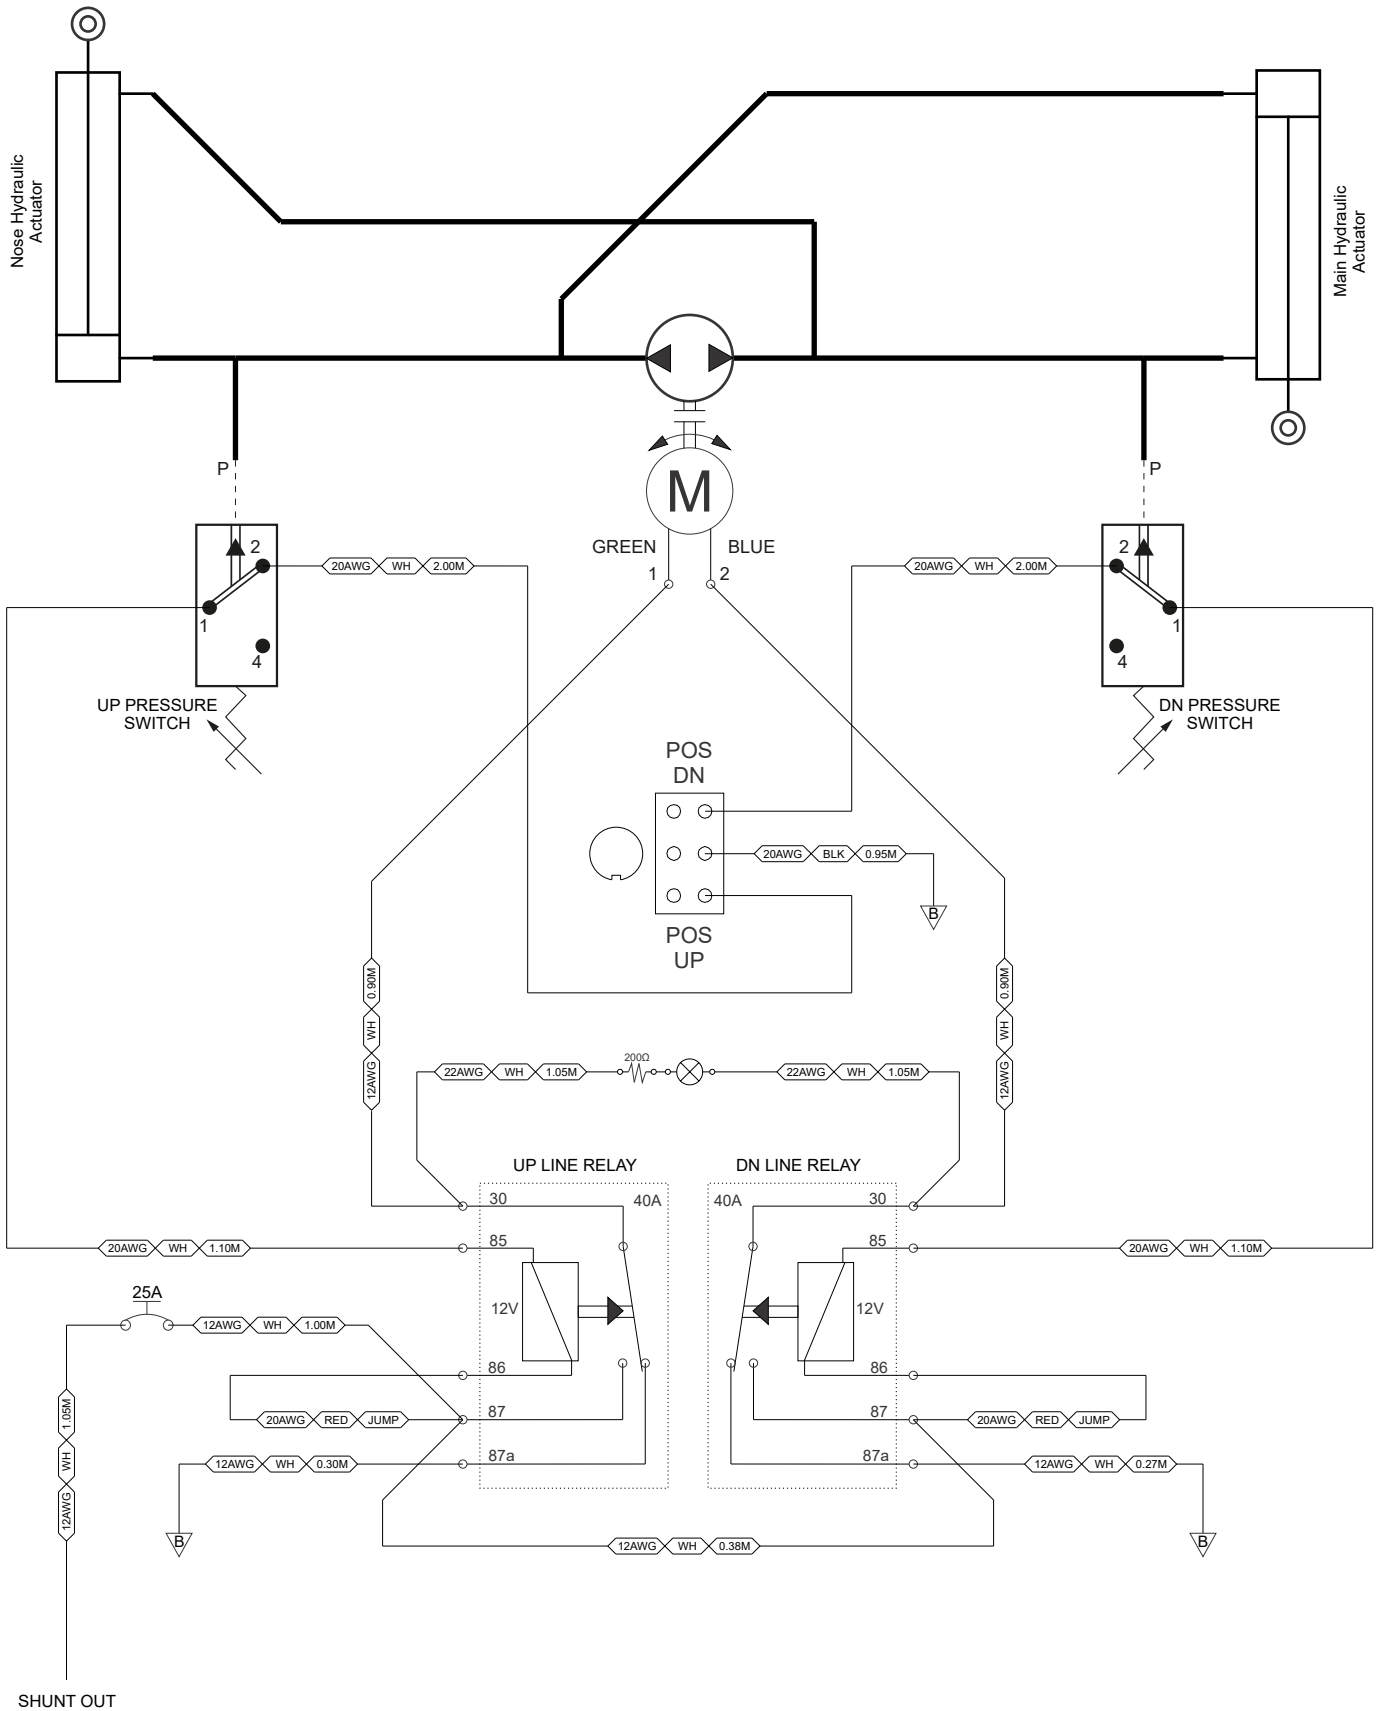 Nose Hydraulic
Actuator
Main Hydraulic
Actuator
P
P
M
GREEN
BLUE
1
2
2
1
4
2
1
4
20AWG WH 2.00M
20AWG WH 2.00M
UP PRESSURE
SWITCH
DN PRESSURE
SWITCH
POS
DN
20AWG BLK 0.95M
B
POS
UP
12AWG WH 0.90M
12AWG WH 0.90M
22AWG WH 1.05M
200Ω
22AWG WH 1.05M
UP LINE RELAY
DN LINE RELAY
30
40A
40A
30
85
85
20AWG WH 1.10M
20AWG WH 1.10M
25A
12AWG WH 1.00M
12V
12V
86
86
20AWG RED JUMP
87
87
20AWG RED JUMP
12AWG WH 0.30M
87a
87a
12AWG WH 0.27M
12AWG WH 1.05M
B
12AWG WH 0.38M
B
SHUNT OUT